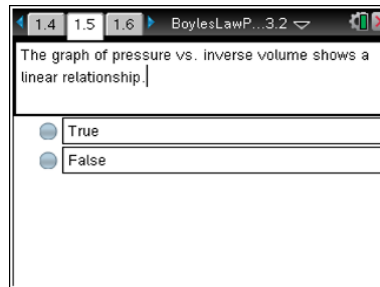 1.4 1.5 1.6 BoylesLawP...3.2
The graph of pressure vs. inverse volume shows a
linear relationship.
True
False